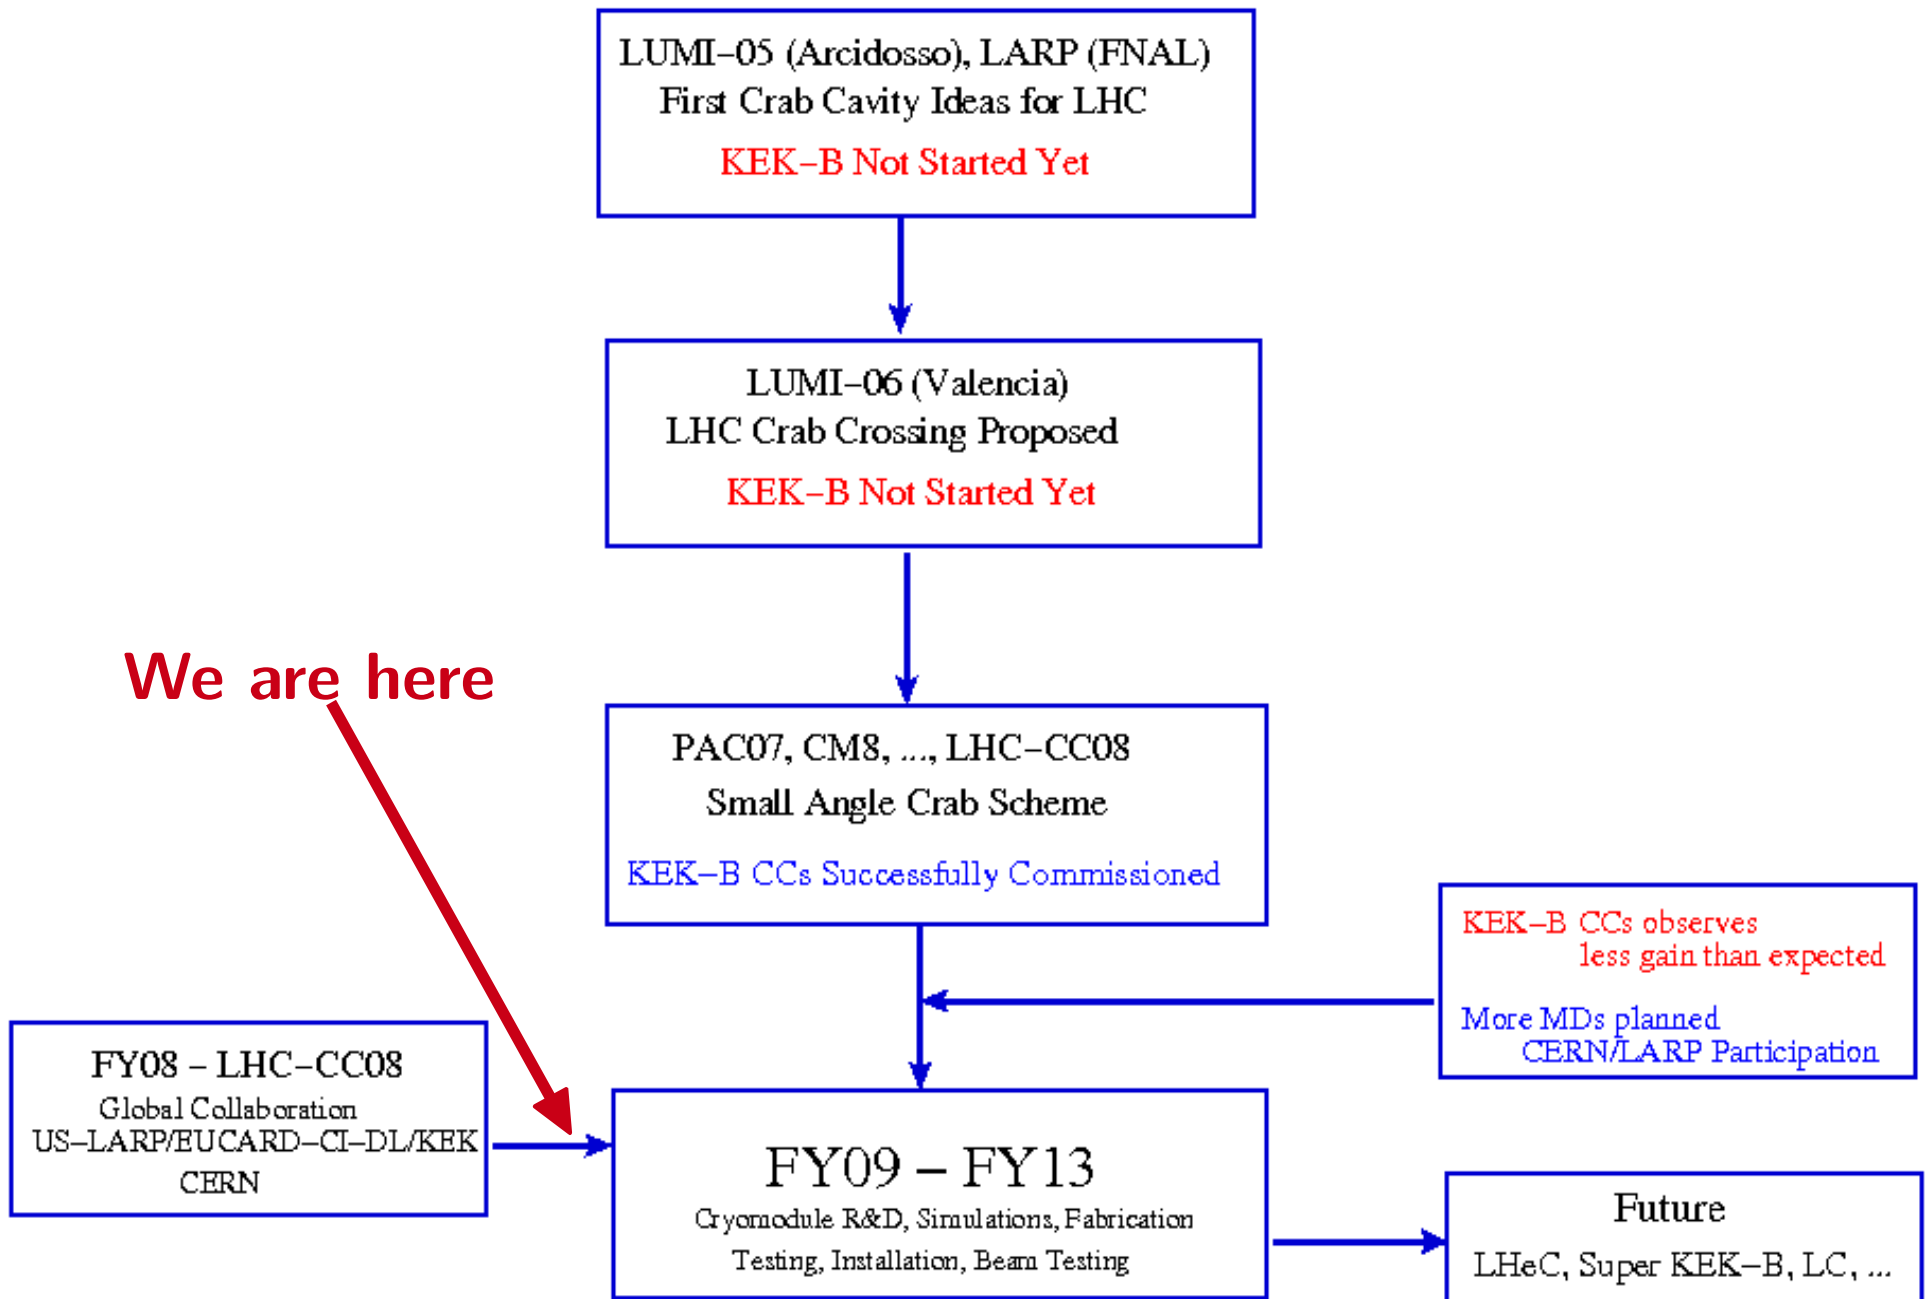 LUMI–05 (Arcidosso), LARP (FNAL)
First Crab Cavity Ideas for LHC
KEK–B Not Started Yet
LUMI–06 (Valencia)
LHC Crab Crossing Proposed
KEK–B Not Started Yet
We are here
PAC07, CM8, ..., LHC–CC08
Small Angle Crab Scheme
KEK–B CCs Successfully Commissioned
KEK–B CCs observes
less gain than expected
More MDs planned
CERN/LARP Participation
FY08 – LHC–CC08
Global Collaboration
US–LARP/EUCARD–CI–DL/KEK
CERN
FY09 – FY13
Cryomodule R&D, Simulations, Fabrication
Testing, Installation, Beam Testing
Future
LHeC, Super KEK–B, LC, ...